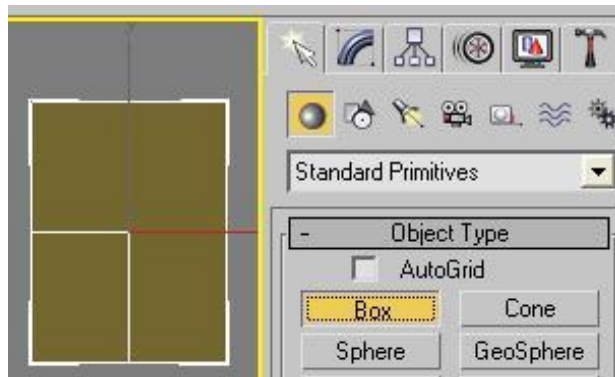 Standard Primitives
- Object Type
AutoGrid
Box Cone
Sphere GeoSphere